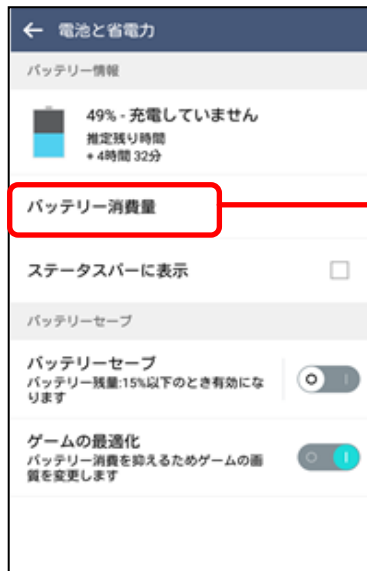 ← 電池と省電力
バッテリー情報
49% - 充電していません
推定残り時間
+ 4時間 32分
バッテリー消費量
ステータスバーに表示
バッテリーセーブ
バッテリーセーブ
バッテリー残量:15%以下のとき有効にな
ります
ゲームの最適化
バッテリー消費を抑えるためゲームの画
質を変更します